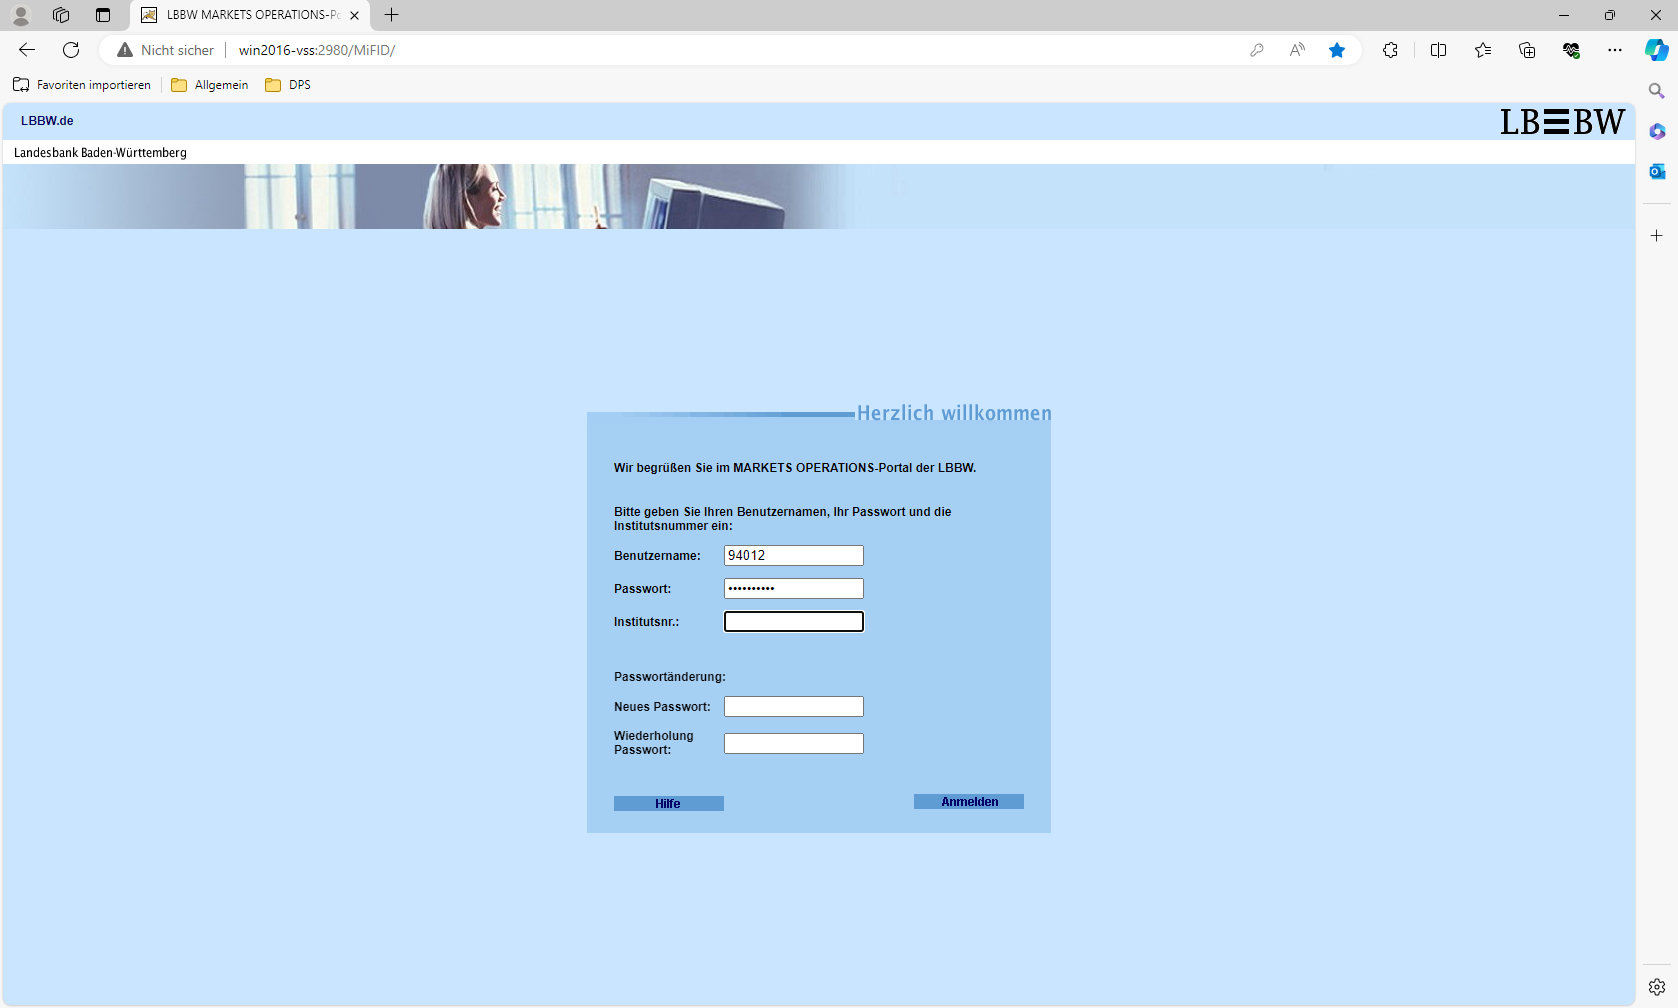 LBBW MARKETS OPERATIONS-Po
Nicht sicher
win2016-vss:2980/MiFID/
Favoriten importieren
Allgemein
DPS
LBBW.de
LB BW
Landesbank Baden-Württemberg
Herzlich willkommen
Wir begrüßen Sie im MARKETS OPERATIONS-Portal der LBBW.
Bitte geben Sie Ihren Benutzernamen, Ihr Passwort und die
Institutsnummer ein:
Benutzername: 94012
Passwort: ••••••••••
Institutsnr.:
Passwortänderung:
Neues Passwort:
Wiederholung
Passwort:
Hilfe
Anmelden